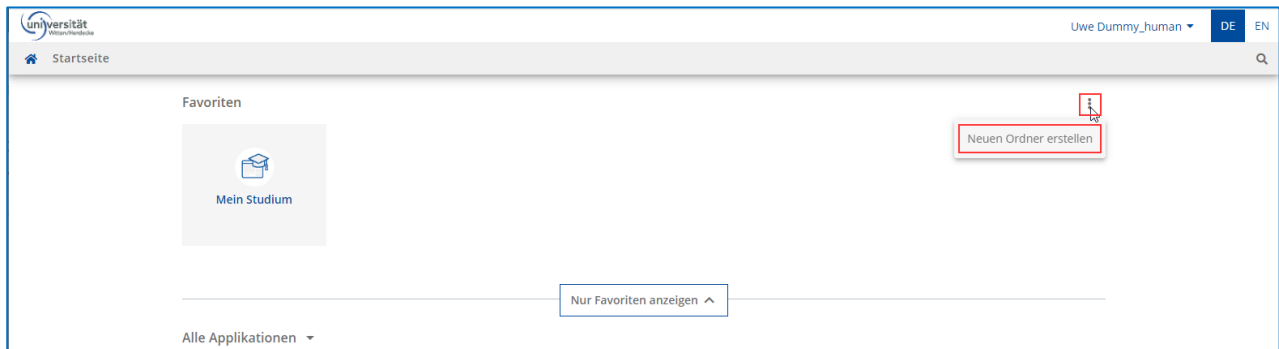 universität
Witten/Herdecke
Uwe Dummy_human
DE
EN
Startseite
Favoriten
Neuen Ordner erstellen
Mein Studium
Nur Favoriten anzeigen
Alle Applikationen